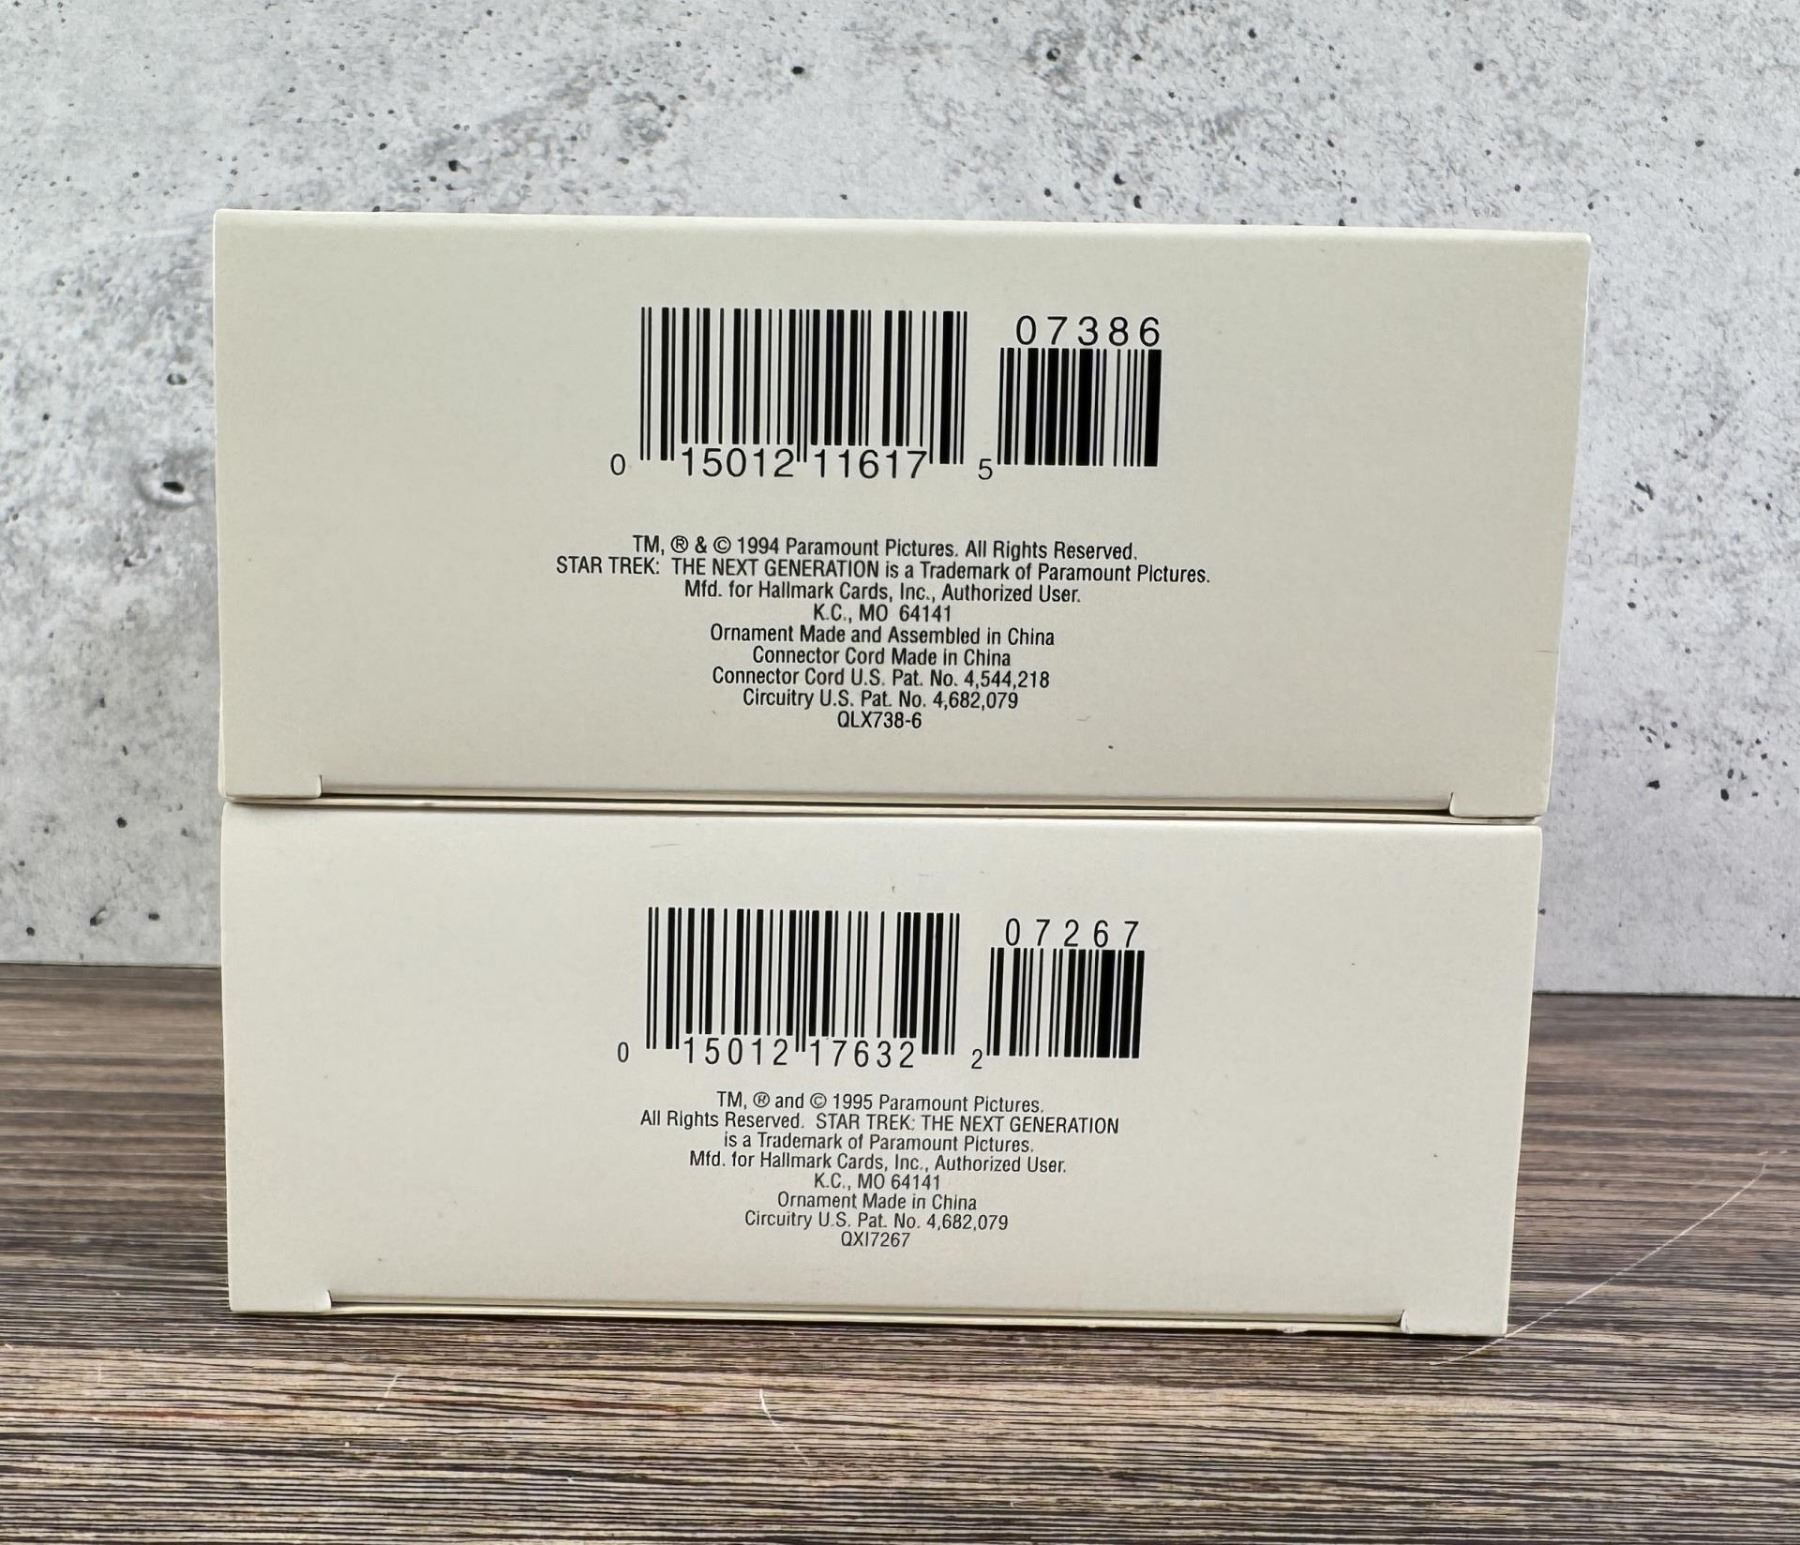 07386
0 15012 11617 5
TM, ® & © 1994 Paramount Pictures. All Rights Reserved.
STAR TREK: THE NEXT GENERATION is a Trademark of Paramount Pictures.
Mfd. for Hallmark Cards, Inc., Authorized User.
K.C., MO 64141
Ornament Made and Assembled in China
Connector Cord Made in China
Connector Cord U.S. Pat. No. 4,544,218
Circuitry U.S. Pat. No. 4,682,079
QLX738-6
07267
0 15012 17632 2
TM, ® and © 1995 Paramount Pictures.
All Rights Reserved. STAR TREK: THE NEXT GENERATION
is a Trademark of Paramount Pictures.
Mfd. for Hallmark Cards, Inc., Authorized User.
K.C., MO 64141
Ornament Made in China
Circuitry U.S. Pat. No. 4,682,079
QXI7267